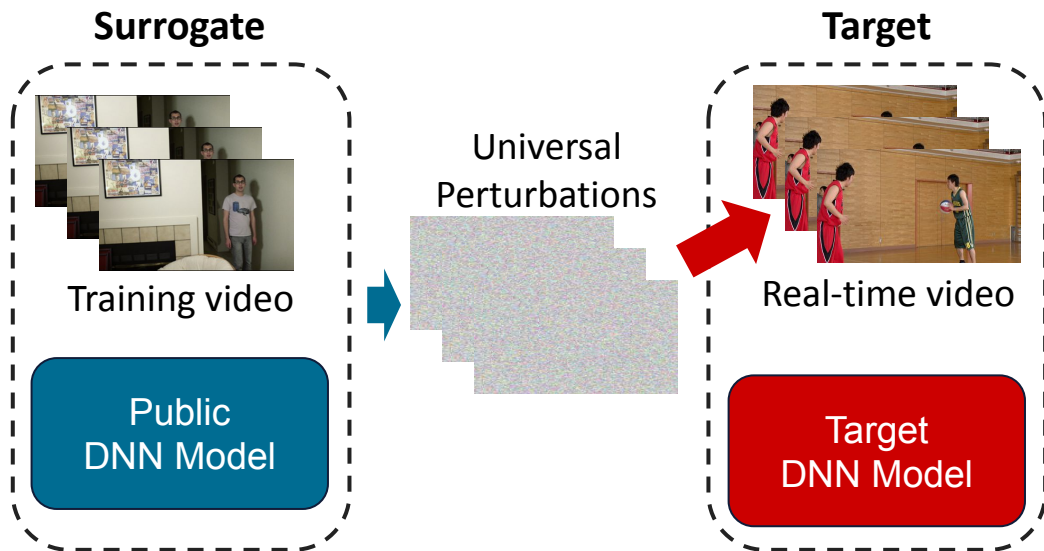 Surrogate
Training video
Public
DNN Model
Universal
Perturbations
Target
Real-time video
Target
DNN Model